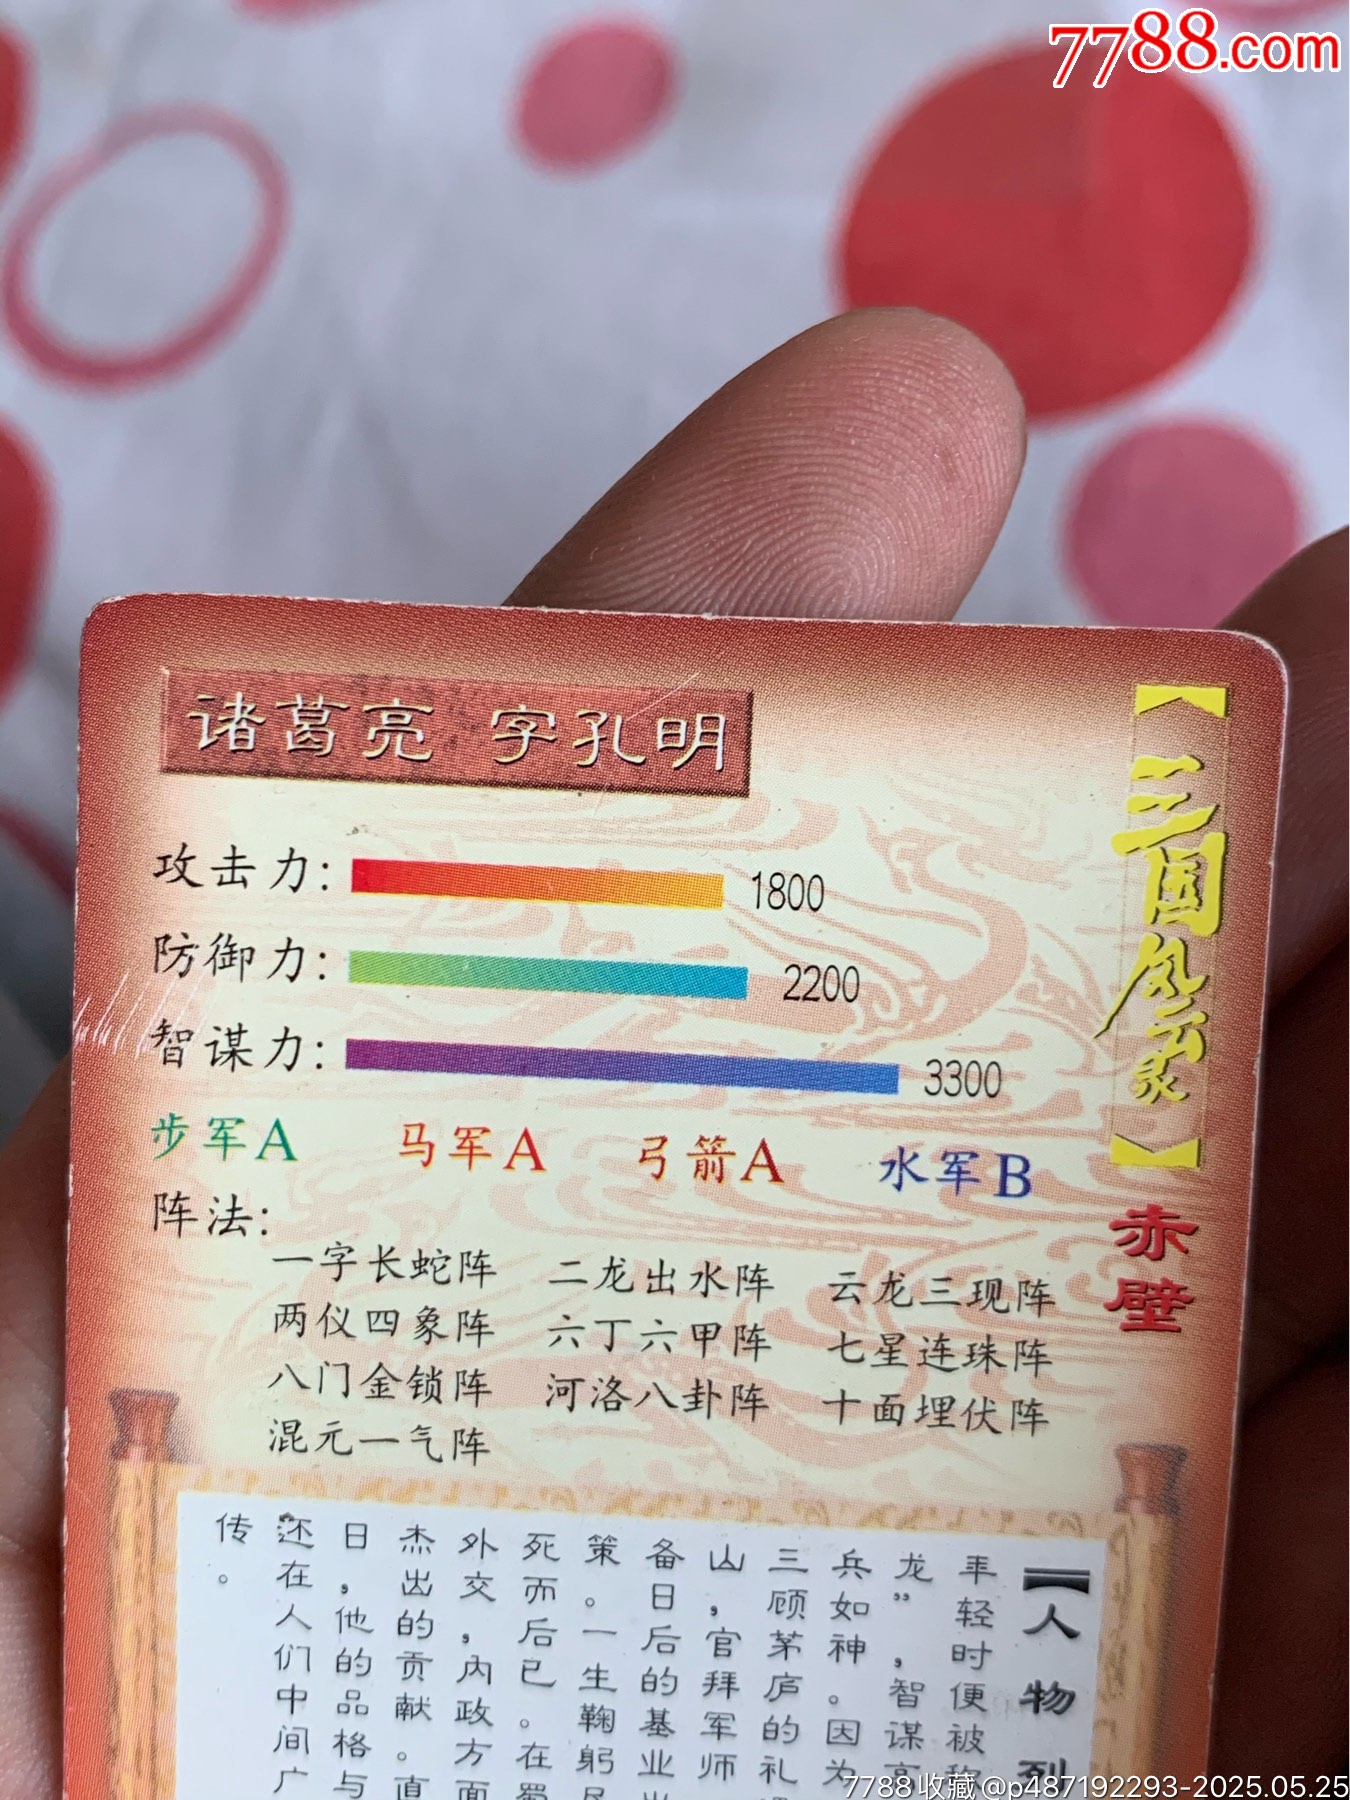 7788.com
诸葛亮 字孔明
攻击力: 1800
防御力: 2200
智谋力: 3300
步军A 马军A 弓箭A 水军B
阵法:
一字长蛇阵 二龙出水阵 云龙三现阵
两仪四象阵 六丁六甲阵 七星连珠阵
八门金锁阵 河洛八卦阵 十面埋伏阵
混元一气阵
【三国风云录】
赤壁
【人物列
年轻时便被称
龙”，智谋高
兵如神。因为
三顾茅庐的礼
山，官拜军师
备日后的基业出
策。一生鞠躬尽
死而后已。在蜀
外交，内政方面
杰出的贡献。直
日，他的品格与
还在人们中间广
传。
7788收藏@p487192293-2025.05.25